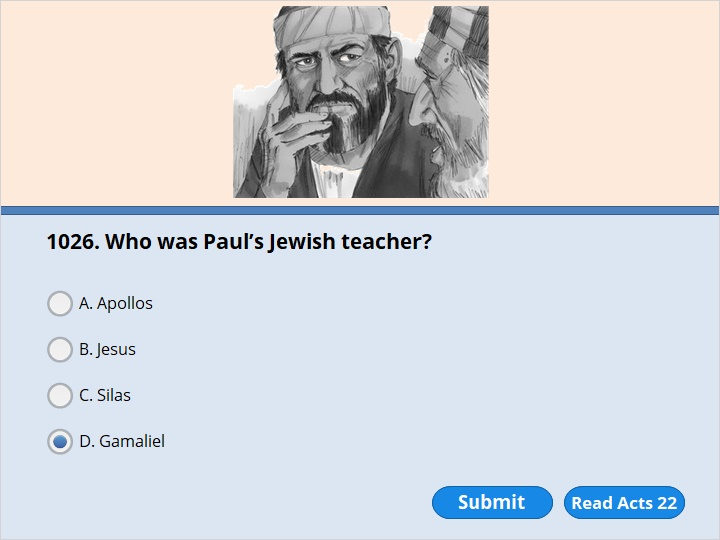 1026. Who was Paul’s Jewish teacher?
A. Apollos
B. Jesus
C. Silas
D. Gamaliel
Submit
Read Acts 22